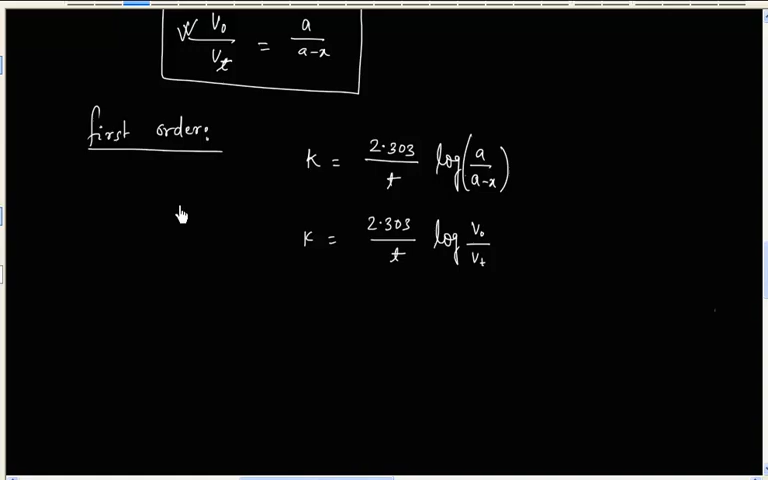 V₀/Vt = a/a-x
first order:
K = 2.303/t log(a/a-x)
K = 2.303/t log V₀/Vt